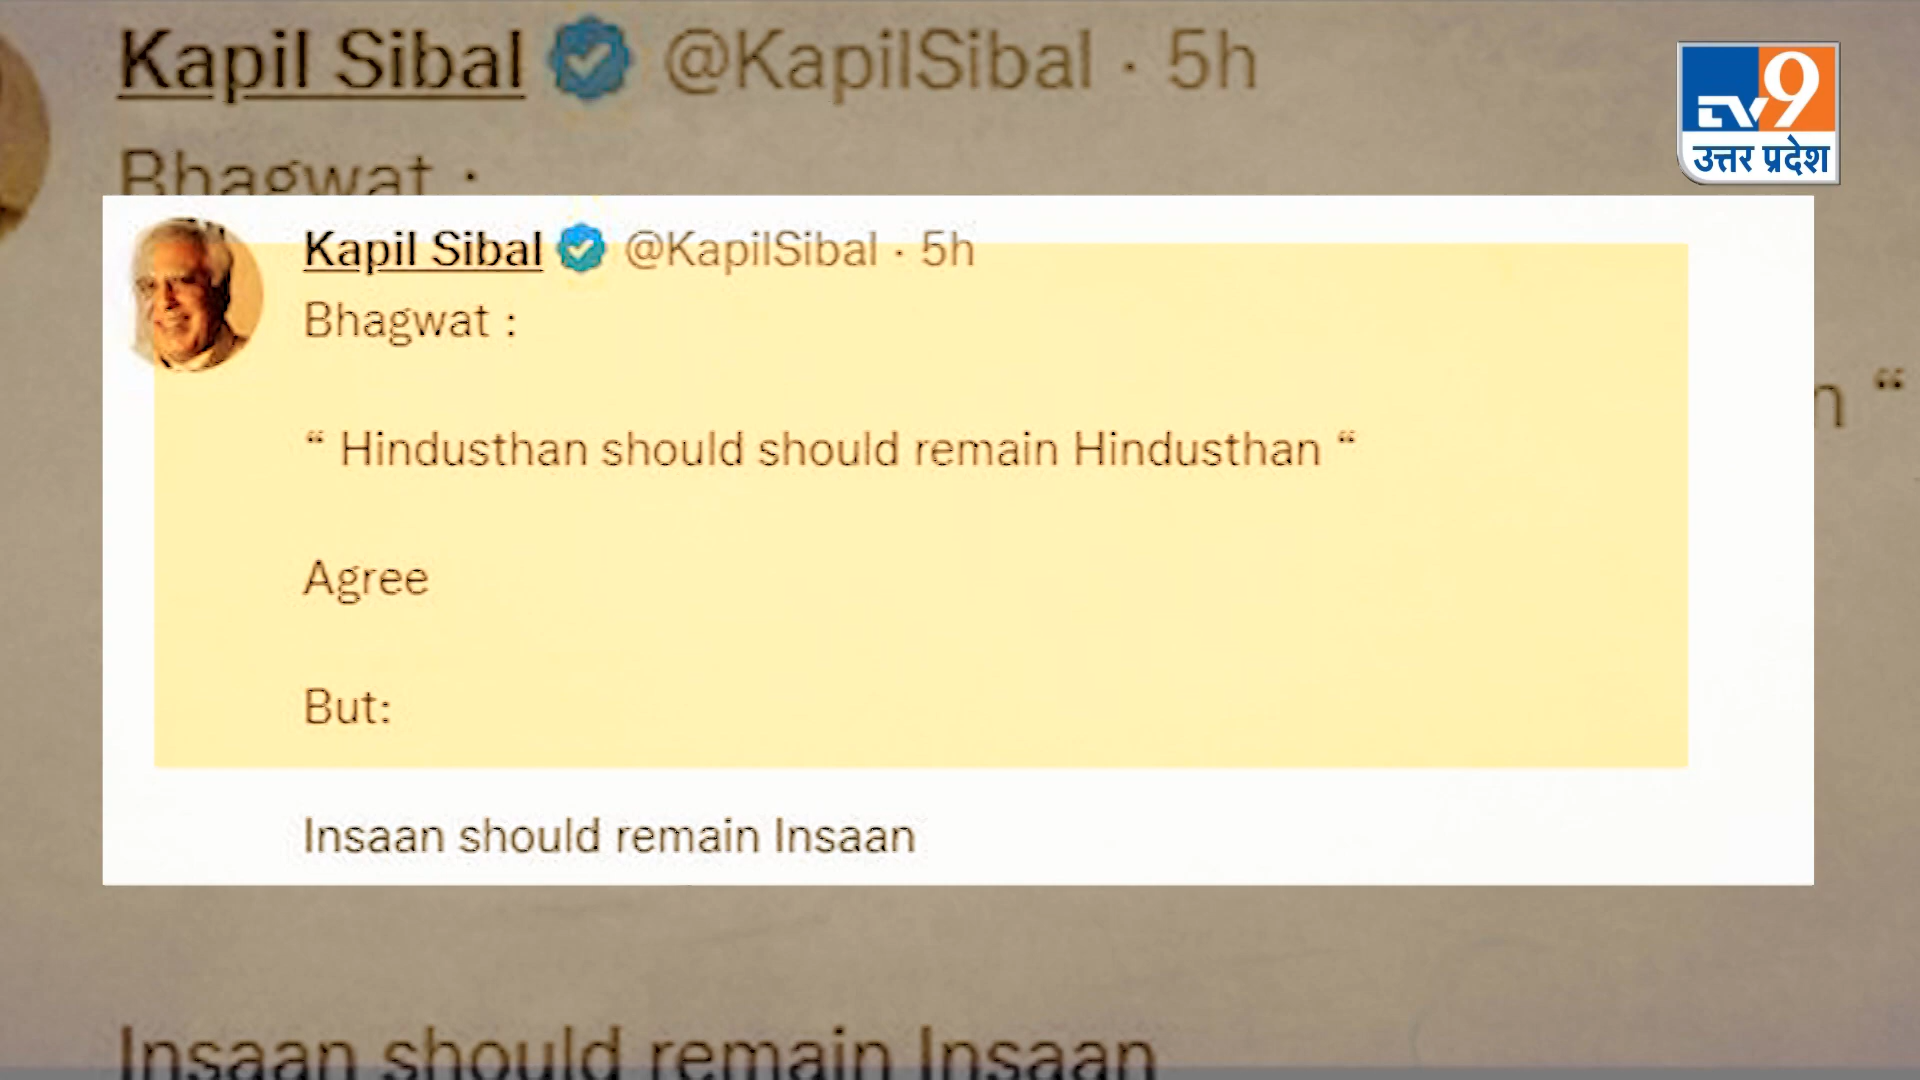 Kapil Sibal @KapilSibal · 5h
Bhagwat :
TV9
उत्तर प्रदेश
Kapil Sibal @KapilSibal · 5h
Bhagwat :
“ Hindusthan should should remain Hindusthan “
n “
Agree
But:
Insaan should remain Insaan
Insaan should remain Insaan